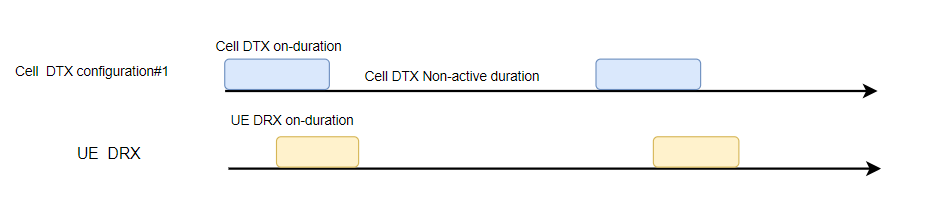 Cell DTX on-duration
Cell  DTX configuration#1
Cell DTX Non-active duration
UE DRX on-duration
UE  DRX